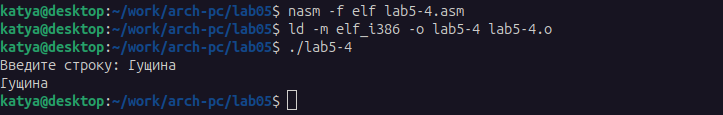 katya@desktop:~/work/arch-pc/lab05$ nasm -f elf lab5-4.asm
katya@desktop:~/work/arch-pc/lab05$ ld -m elf_i386 -o lab5-4 lab5-4.o
katya@desktop:~/work/arch-pc/lab05$ ./lab5-4
Введите строку: Гущина
Гущина
katya@desktop:~/work/arch-pc/lab05$